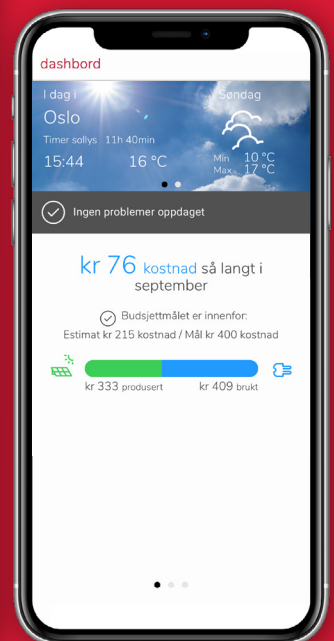 dashbord
I dag i
Søndag
Oslo
Timer sollys 11h 40min
15:44 16 °C
Min 10 °C
Max 17 °C
Ingen problemer oppdaget
kr 76 kostnad så langt i
september
Budsjettmålet er innenfor:
Estimat kr 215 kostnad / Mål kr 400 kostnad
kr 333 produsert kr 409 brukt